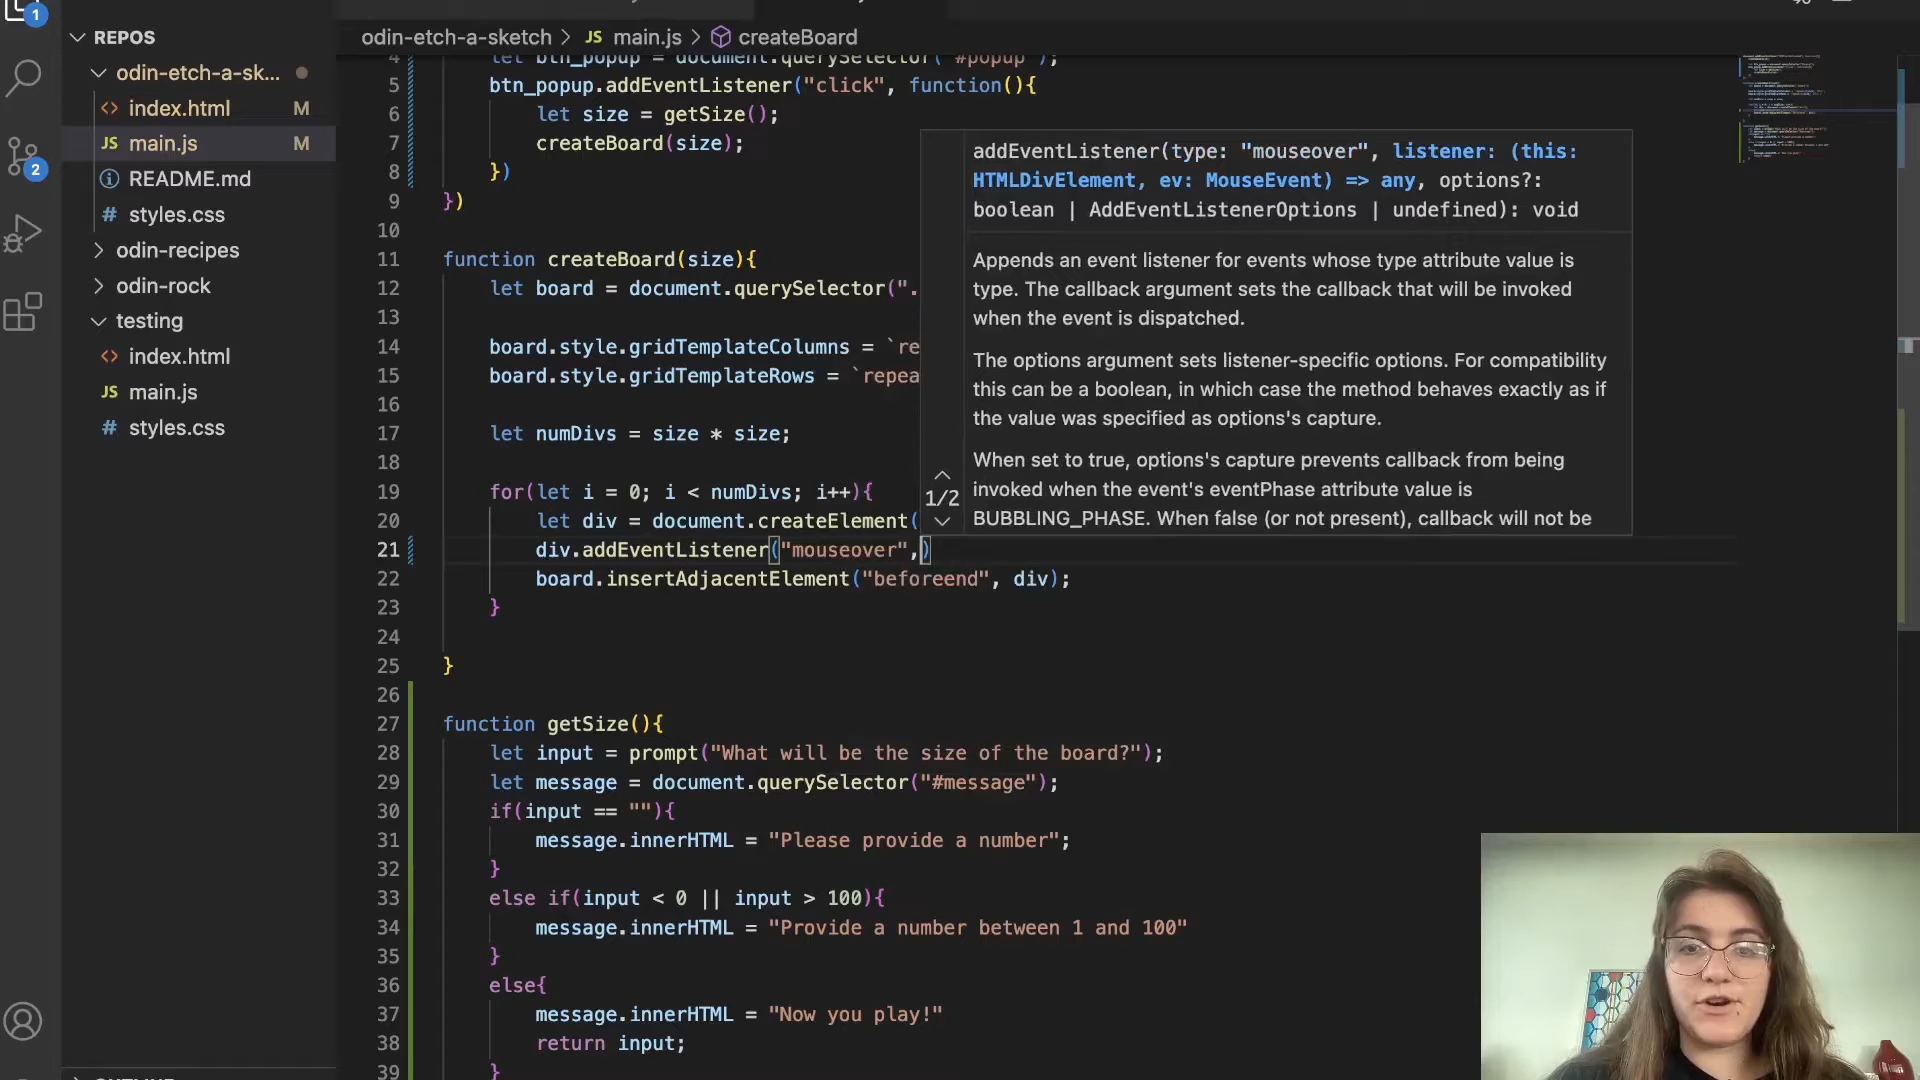 1
REPOS
odin-etch-a-sk...
index.html M
main.js M
README.md
styles.css
odin-recipes
odin-rock
testing
index.html
main.js
styles.css
2
odin-etch-a-sketch > JS main.js > createBoard
4 let btn_popup = document.querySelector("#popup");
5 btn_popup.addEventListener("click", function(){
6 let size = getSize();
7 createBoard(size);
8 })
9 })
10
11 function createBoard(size){
12 let board = document.querySelector(".
13
14 board.style.gridTemplateColumns = `re
15 board.style.gridTemplateRows = `repea
16
17 let numDivs = size * size;
18
19 for(let i = 0; i < numDivs; i++){
20 let div = document.createElement(
21 div.addEventListener("mouseover",)
22 board.insertAdjacentElement("beforeend", div);
23 }
24
25 }
26
27 function getSize(){
28 let input = prompt("What will be the size of the board?");
29 let message = document.querySelector("#message");
30 if(input == ""){
31 message.innerHTML = "Please provide a number";
32 }
33 else if(input < 0 || input > 100){
34 message.innerHTML = "Provide a number between 1 and 100"
35 }
36 else{
37 message.innerHTML = "Now you play!"
38 return input;
39 }
addEventListener(type: "mouseover", listener: (this:
HTMLDivElement, ev: MouseEvent) => any, options?:
boolean | AddEventListenerOptions | undefined): void
Appends an event listener for events whose type attribute value is
type. The callback argument sets the callback that will be invoked
when the event is dispatched.
The options argument sets listener-specific options. For compatibility
this can be a boolean, in which case the method behaves exactly as if
the value was specified as options's capture.
When set to true, options's capture prevents callback from being
invoked when the event's eventPhase attribute value is
BUBBLING_PHASE. When false (or not present), callback will not be
1/2